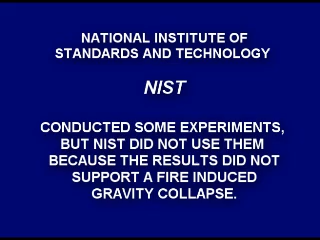 NATIONAL INSTITUTE OF
STANDARDS AND TECHNOLOGY
NIST
CONDUCTED SOME EXPERIMENTS,
BUT NIST DID NOT USE THEM
BECAUSE THE RESULTS DID NOT
SUPPORT A FIRE INDUCED
GRAVITY COLLAPSE.